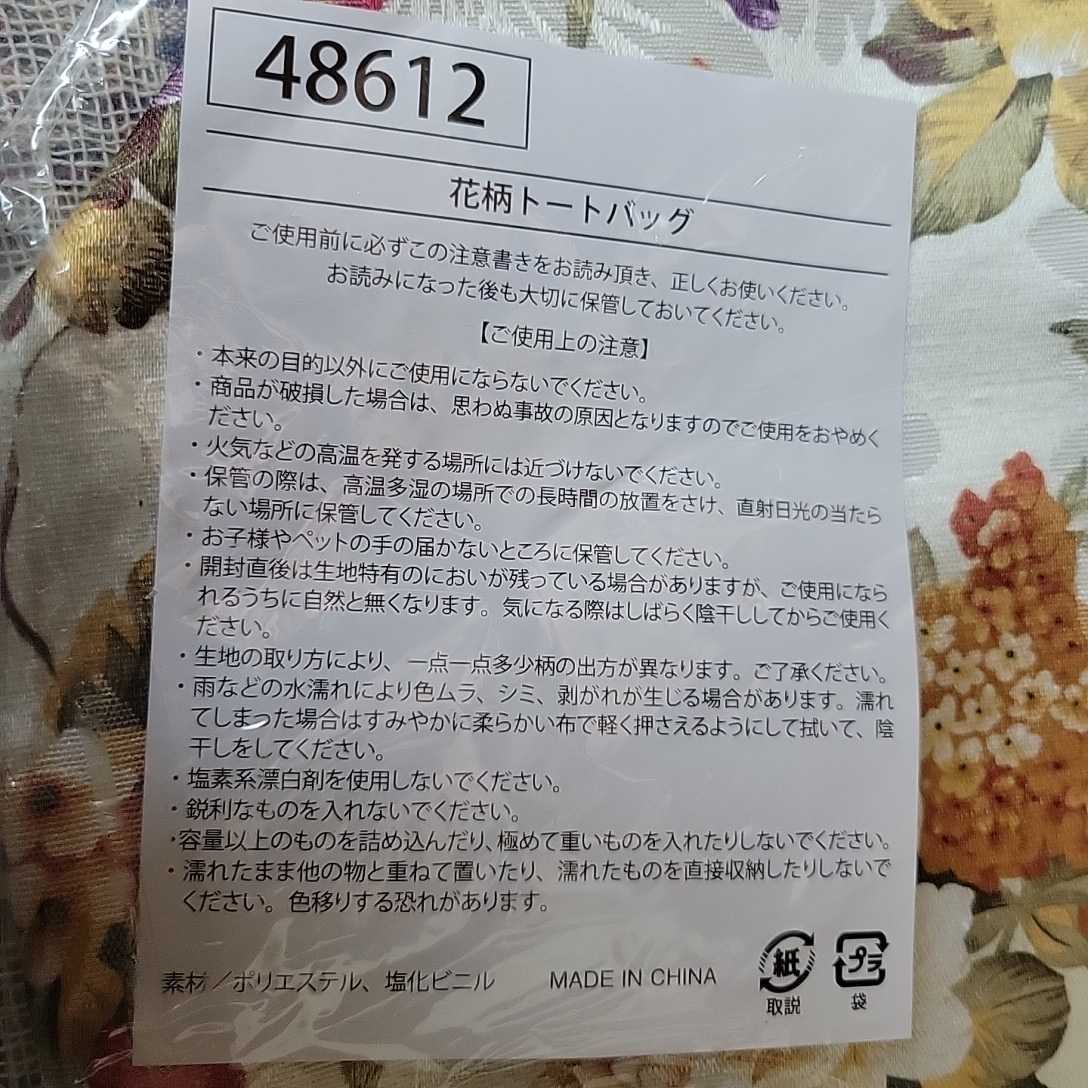 48612
花柄トートバッグ
ご使用前に必ずこの注意書きをお読み頂き、正しくお使いください。
お読みになった後も大切に保管しておいてください。
【ご使用上の注意】
・本来の目的以外にご使用にならないでください。
・商品が破損した場合は、思わぬ事故の原因となりますのでご使用をおやめく
ださい。
・火気などの高温を発する場所には近づけないでください。
・保管の際は、高温多湿の場所での長時間の放置をさけ、直射日光の当たら
ない場所に保管してください。
・お子様やペットの手の届かないところに保管してください。
・開封直後は生地特有のにおいが残っている場合がありますが、ご使用になら
れるうちに自然と無くなります。気になる際はしばらく陰干ししてからご使用く
ださい。
・生地の取り方により、一点一点多少柄の出方が異なります。ご了承ください。
・雨などの水濡れにより色ムラ、シミ、剥がれが生じる場合があります。濡れ
てしまった場合はすみやかに柔らかい布で軽く押さえるようにして拭いて、陰
干しをしてください。
・塩素系漂白剤を使用しないでください。
・鋭利なものを入れないでください。
・容量以上のものを詰め込んだり、極めて重いものを入れたりしないでください。
・濡れたまま他の物と重ねて置いたり、濡れたものを直接収納したりしないで
ください。色移りする恐れがあります。
素材／ポリエステル、塩化ビニル MADE IN CHINA
紙 プラ
取説 袋